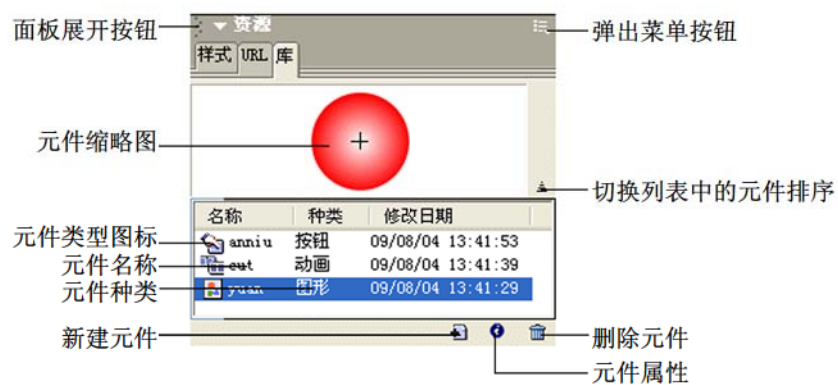 面板展开按钮
资源
弹出菜单按钮
样式 URL 库
元件缩略图
切换列表中的元件排序
名称 种类 修改日期
元件类型图标
anniu 按钮 09/08/04 13:41:53
元件名称
cut 动画 09/08/04 13:41:39
元件种类
yuan 图形 09/08/04 13:41:29
新建元件
删除元件
元件属性